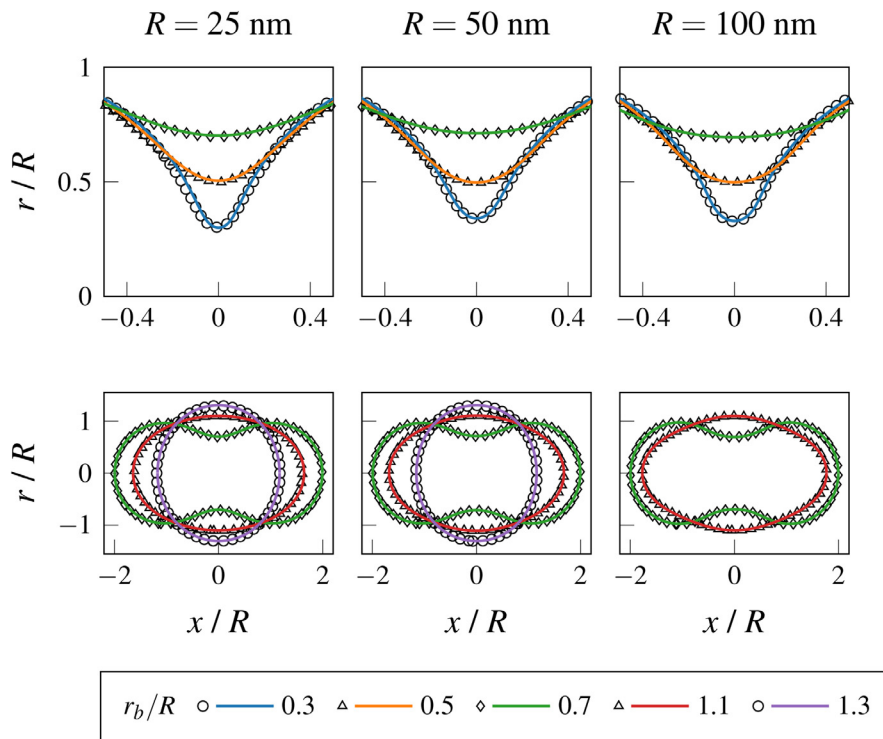 R = 25 nm R = 50 nm R = 100 nm
1
r / R
0.5
0
−0.4 0 0.4 −0.4 0 0.4 −0.4 0 0.4
1
r / R
0
−1
−2 0 2 −2 0 2 −2 0 2
x / R x / R x / R
r_b/R 0.3 0.5 0.7 1.1 1.3